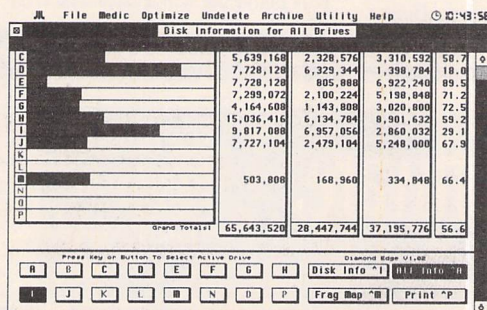 File Medic Optimize Undelete Archive Utility Help 10:43:58
Disk Information for All Drives
C 5,639,168 2,328,576 3,310,592 58.7
D 7,728,128 6,329,344 1,398,784 18.0
E 7,728,128 805,888 6,922,240 89.5
F 7,299,072 2,100,224 5,198,848 71.2
G 4,164,608 1,143,808 3,020,800 72.5
H 15,036,416 6,134,784 8,901,632 59.2
I 9,817,088 6,957,056 2,860,032 29.1
J 7,727,104 2,479,104 5,248,000 67.9
K
L
M 503,808 168,960 334,848 66.4
N
O
P
Grand Totals: 65,643,520 28,447,744 37,195,776 56.6
Press Key or Button To Select Active Drive
Diamond Edge V1.02
A B C D E F G H Disk Info ^I All Info ^A
I J K L M N O P Frag Map ^M Print ^P